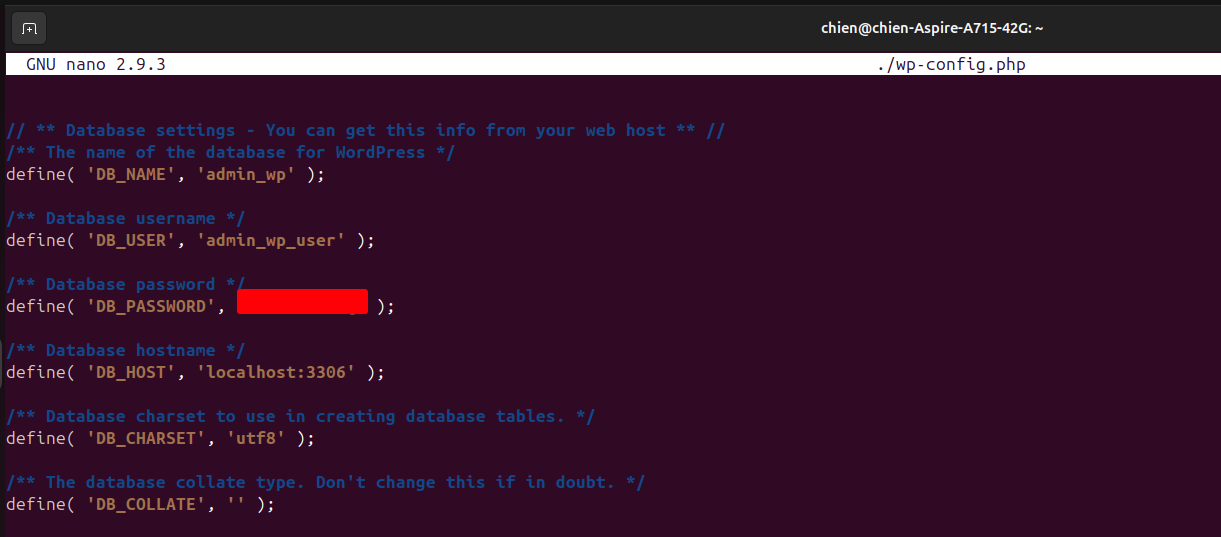 chien@chien-Aspire-A715-42G: ~
GNU nano 2.9.3 ./wp-config.php
// ** Database settings - You can get this info from your web host ** //
/** The name of the database for WordPress */
define( 'DB_NAME', 'admin_wp' );
/** Database username */
define( 'DB_USER', 'admin_wp_user' );
/** Database password */
define( 'DB_PASSWORD', );
/** Database hostname */
define( 'DB_HOST', 'localhost:3306' );
/** Database charset to use in creating database tables. */
define( 'DB_CHARSET', 'utf8' );
/** The database collate type. Don't change this if in doubt. */
define( 'DB_COLLATE', '' );